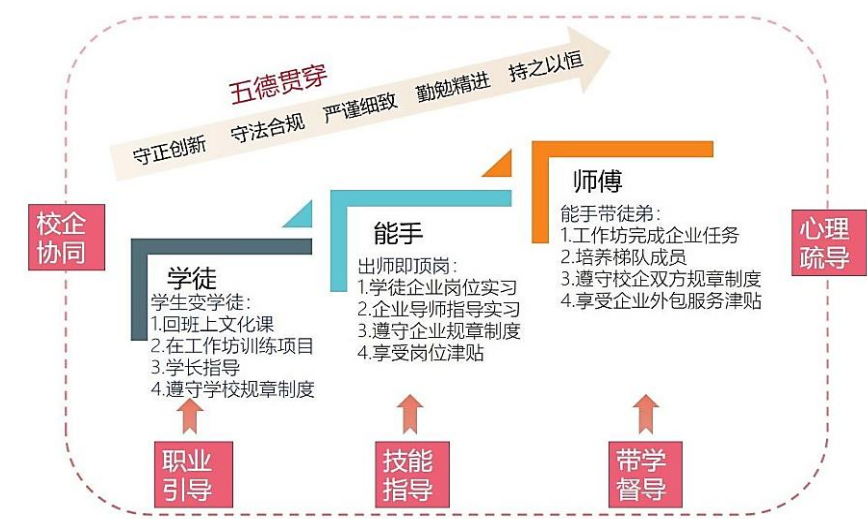 五德贯穿
守正创新 守法合规 严谨细致 勤勉精进 持之以恒
校企
协同
学徒
学生变学徒：
1.回班上文化课
2.在工作坊训练项目
3.学长指导
4.遵守学校规章制度
能手
出师即顶岗：
1.学徒企业岗位实习
2.企业导师指导实习
3.遵守企业规章制度
4.享受岗位津贴
师傅
能手带徒弟：
1.工作坊完成企业任务
2.培养梯队成员
3.遵守校企双方规章制度
4.享受企业外包服务津贴
心理
疏导
职业
引导
技能
指导
带学
督导